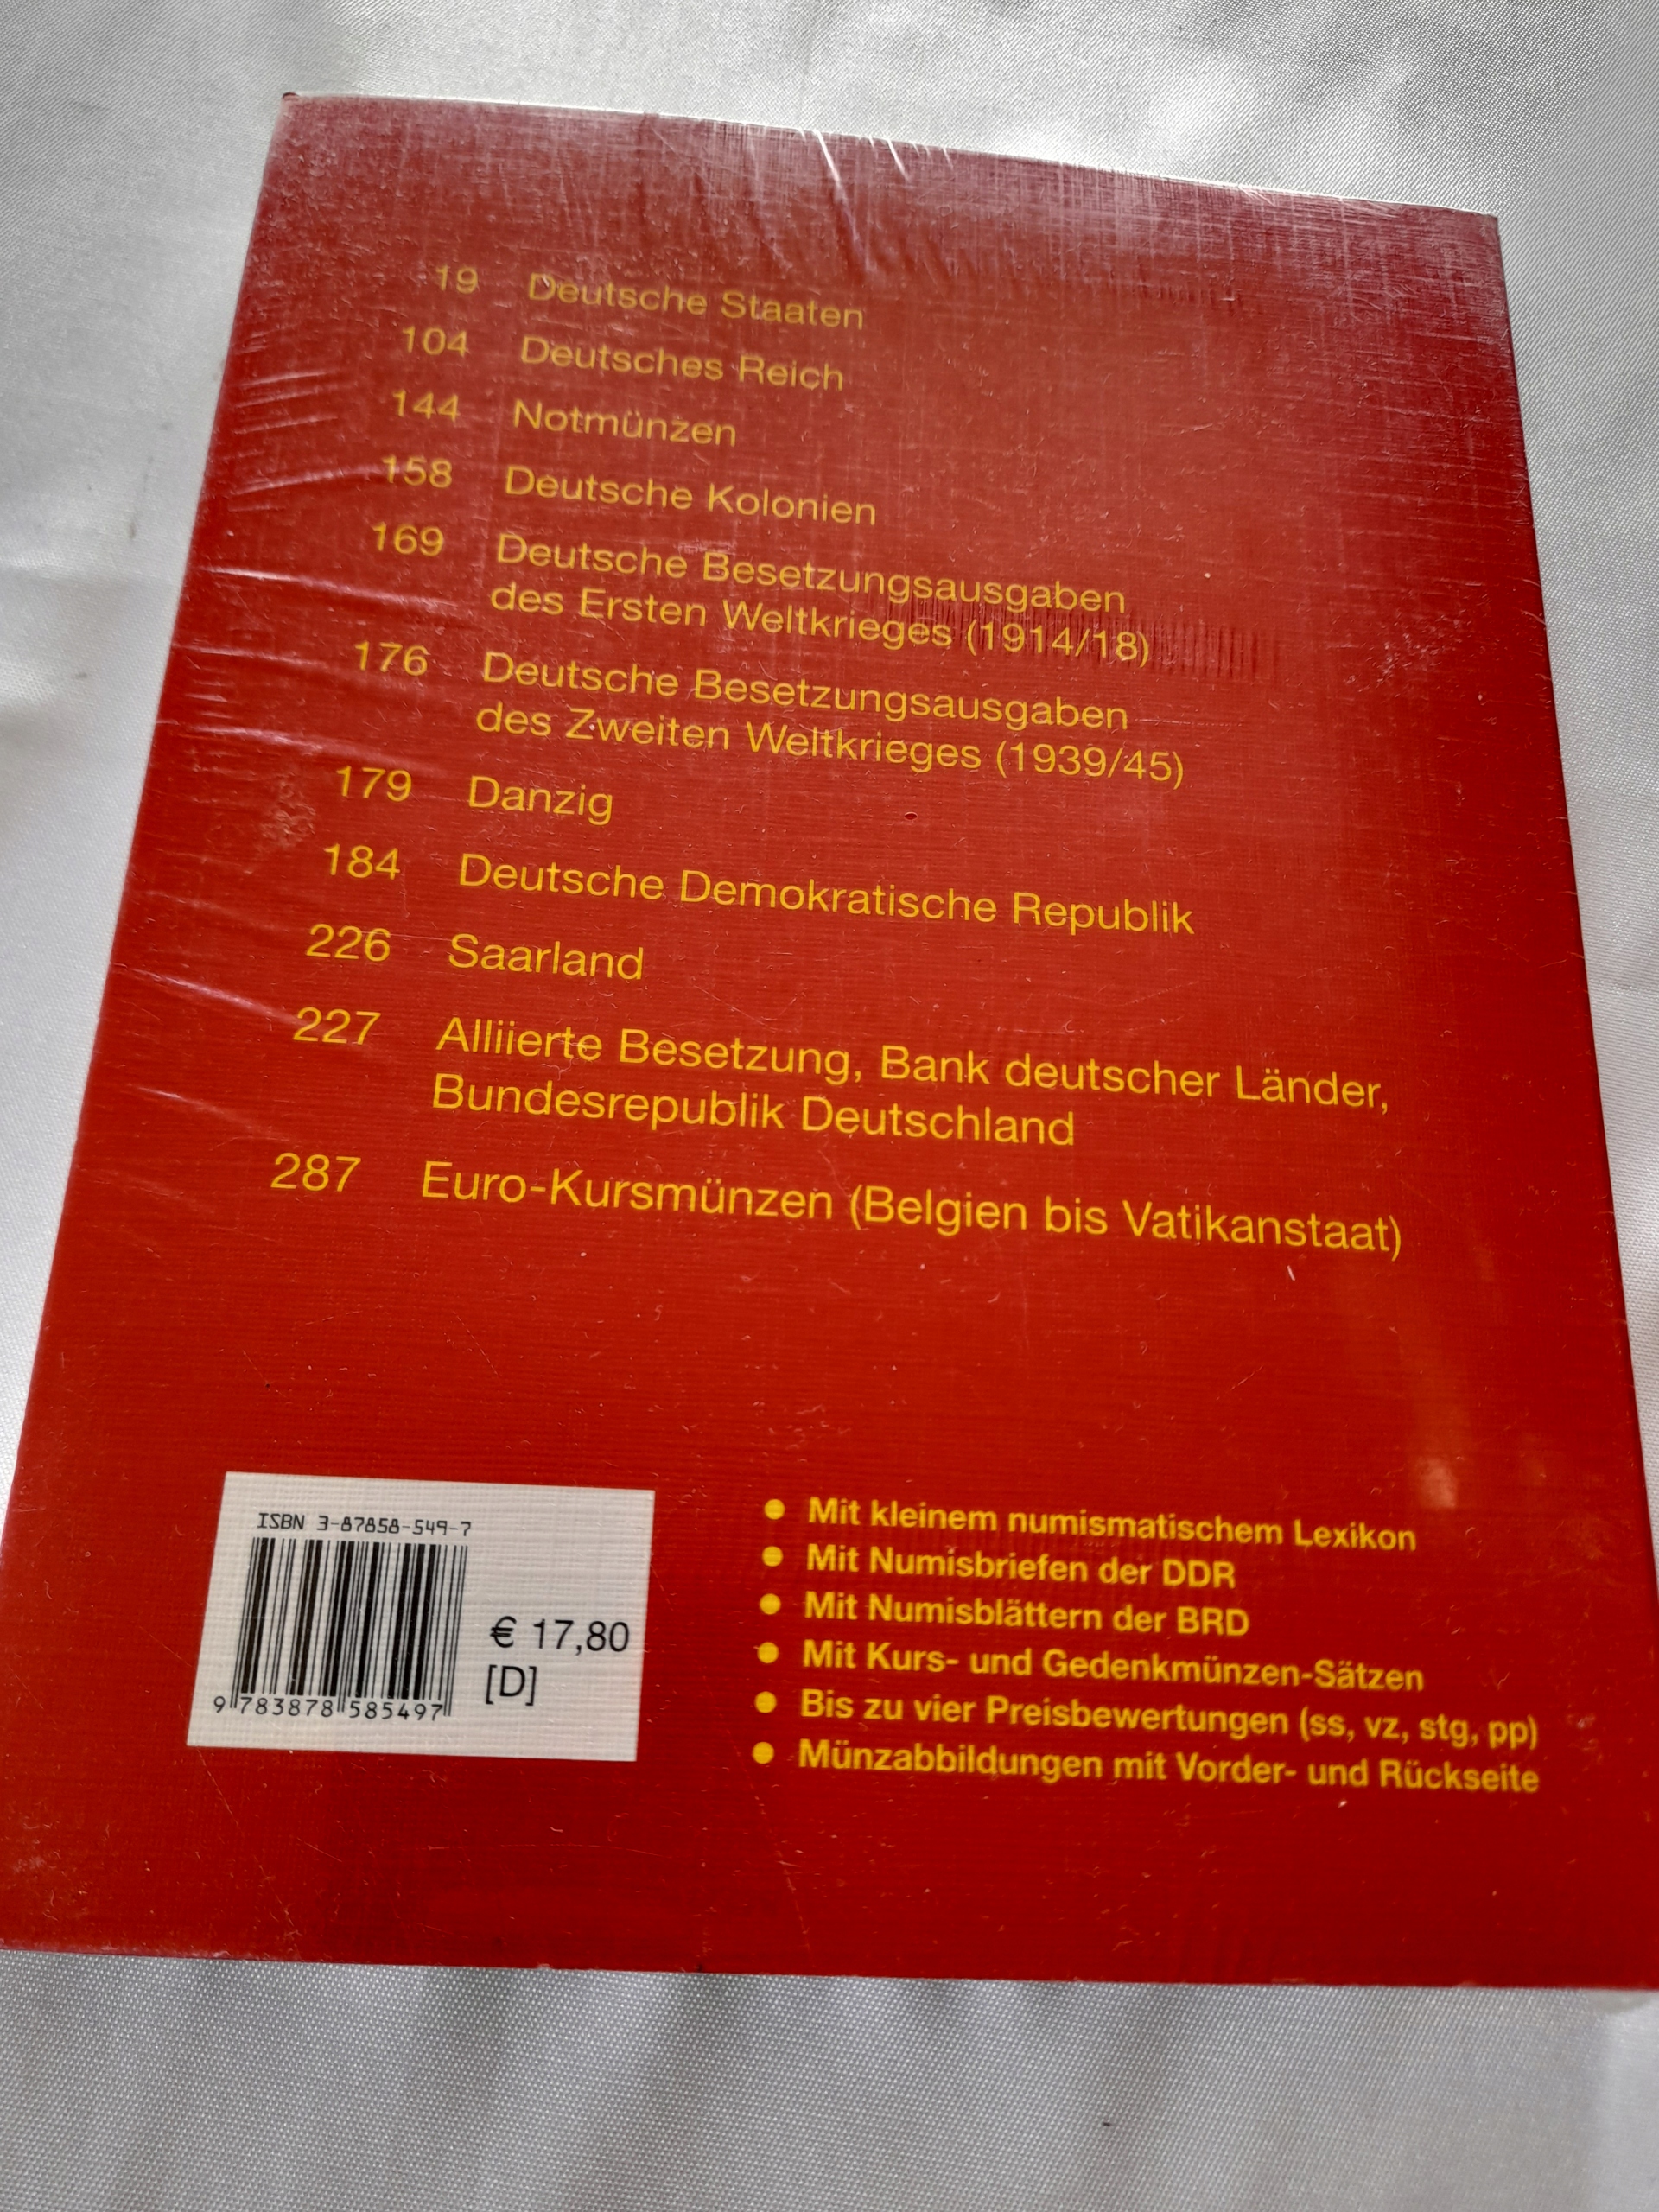 19 Deutsche Staaten
104 Deutsches Reich
144 Notmünzen
158 Deutsche Kolonien
169 Deutsche Besetzungsausgaben
des Ersten Weltkrieges (1914/18)
176 Deutsche Besetzungsausgaben
des Zweiten Weltkrieges (1939/45)
179 Danzig
184 Deutsche Demokratische Republik
226 Saarland
227 Alliierte Besetzung, Bank deutscher Länder,
Bundesrepublik Deutschland
287 Euro-Kursmünzen (Belgien bis Vatikanstaat)
ISBN 3-87858-549-7
€ 17,80
[D]
9 783878 585497
● Mit kleinem numismatischem Lexikon
● Mit Numisbriefen der DDR
● Mit Numisblättern der BRD
● Mit Kurs- und Gedenkmünzen-Sätzen
● Bis zu vier Preisbewertungen (ss, vz, stg, pp)
● Münzabbildungen mit Vorder- und Rückseite